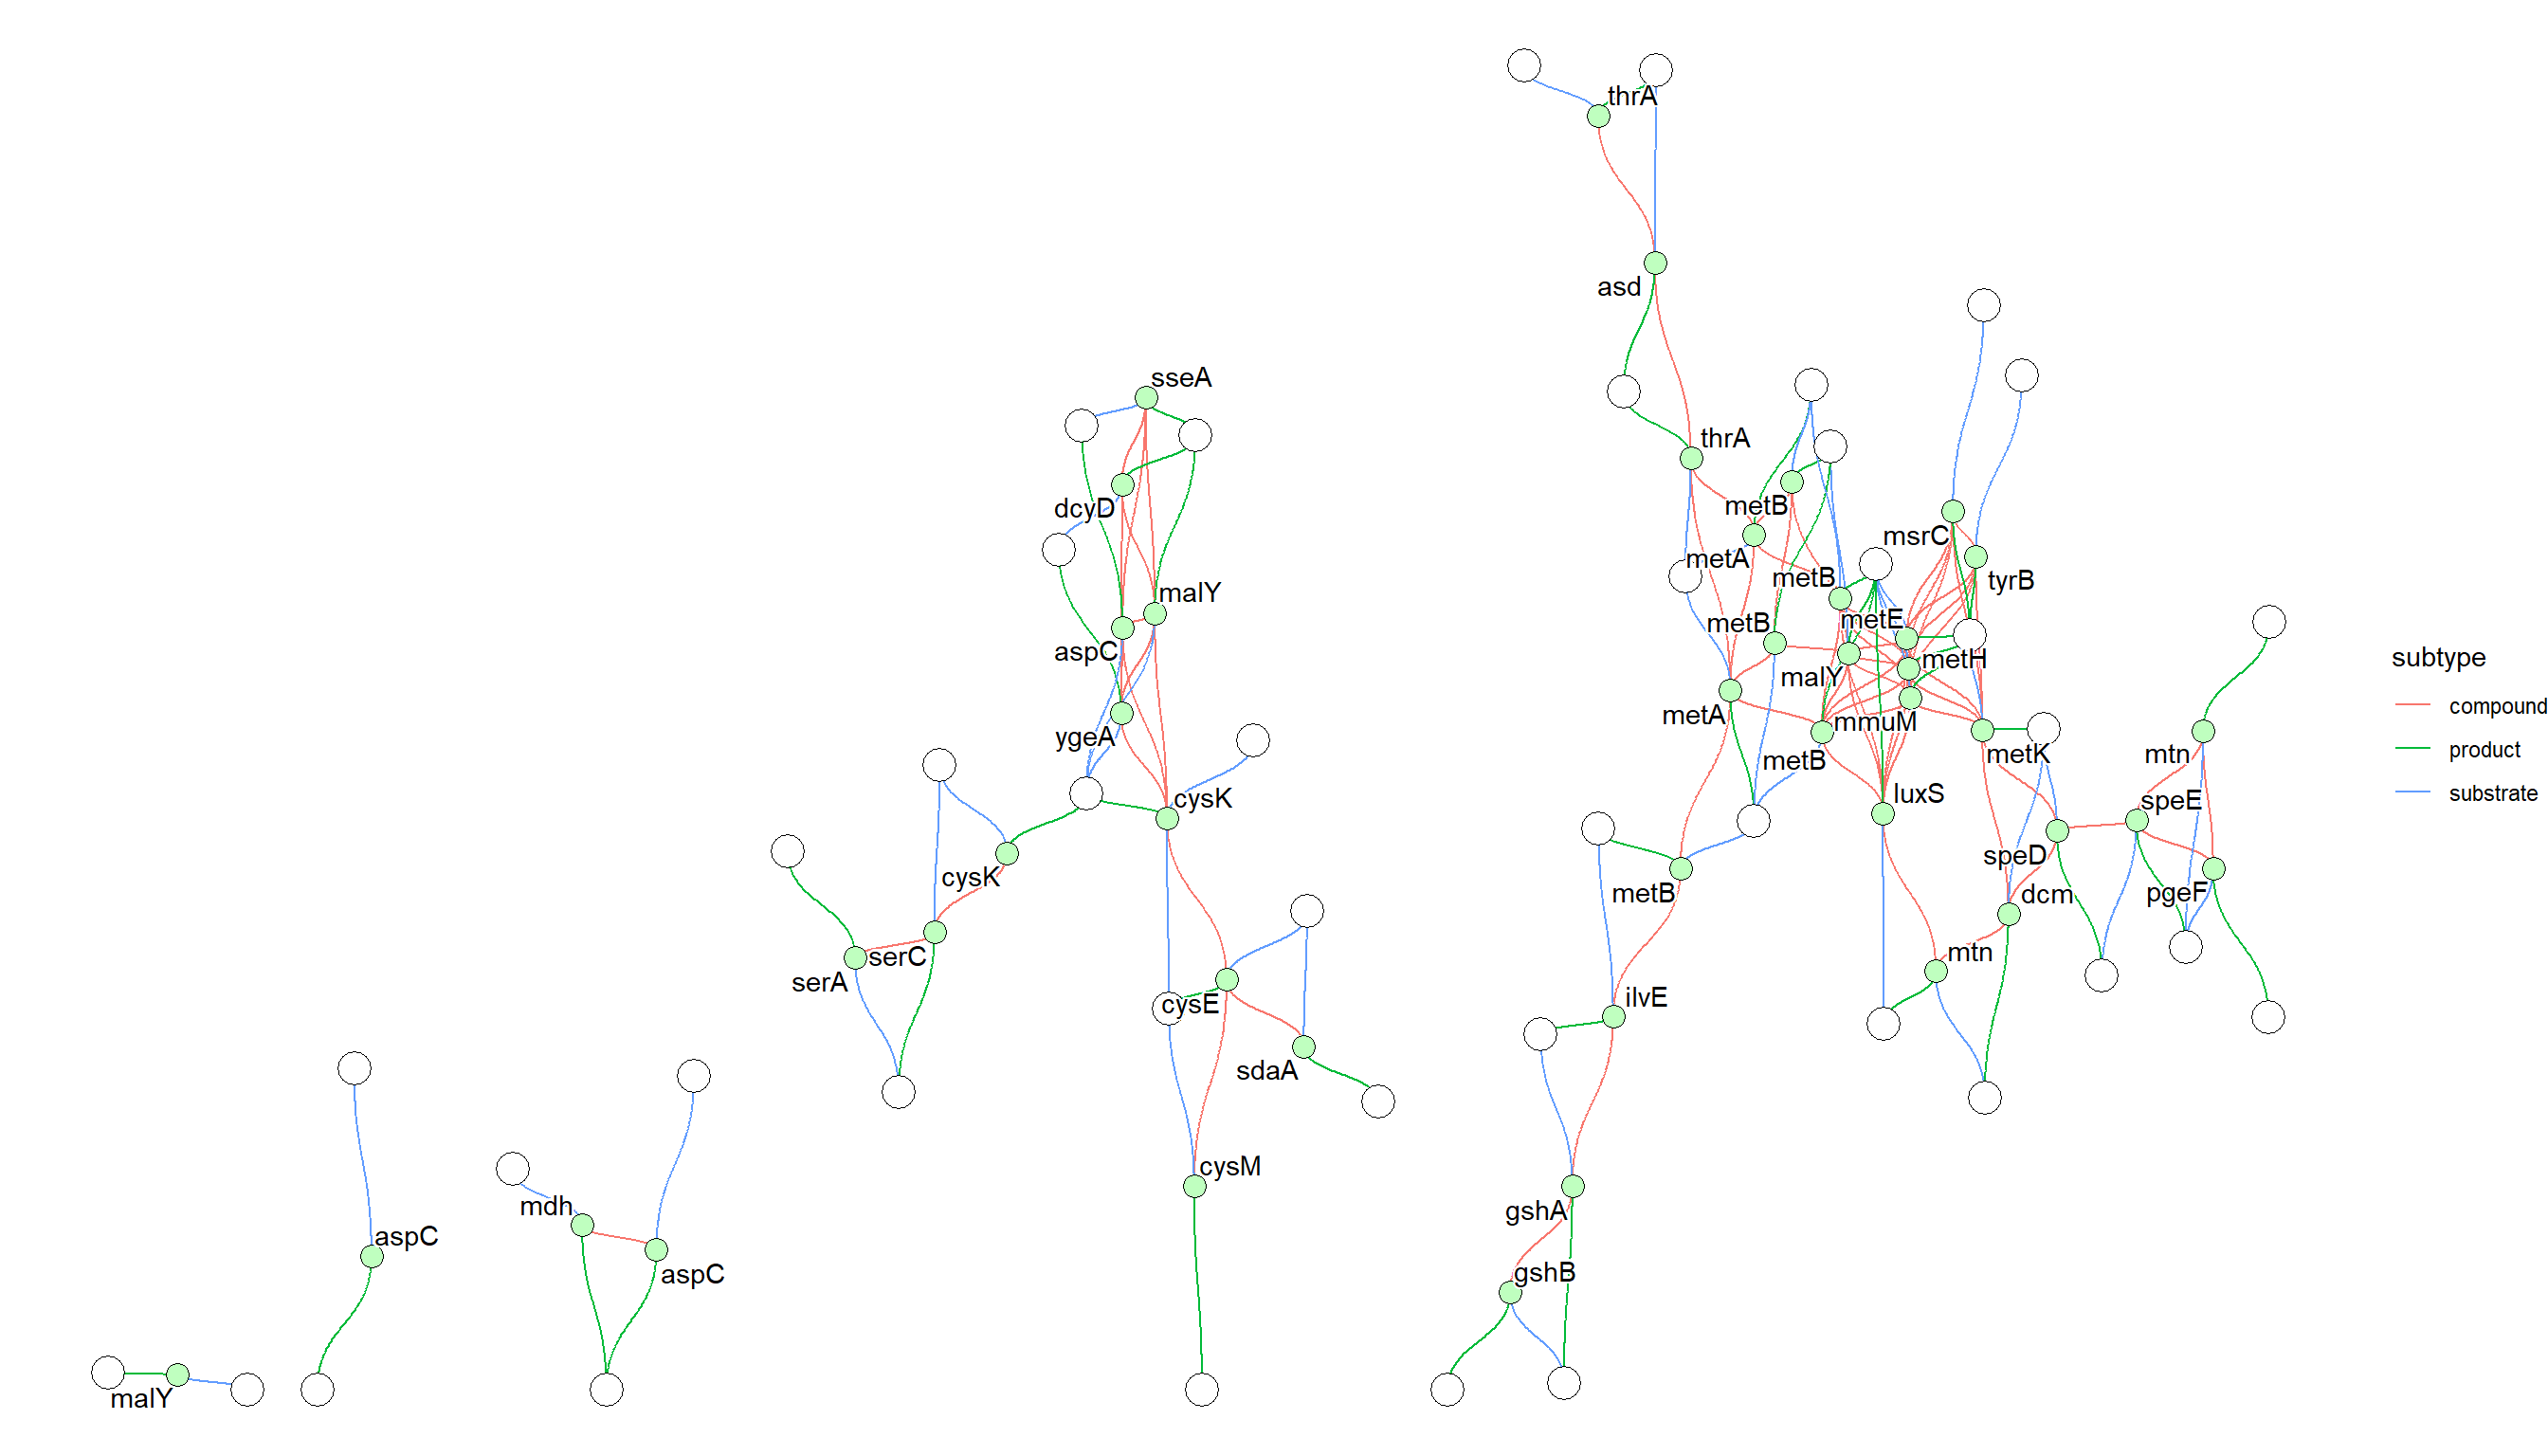 thrA
asd
sseA
thrA
dcyD
metB
msrC
metA
metB
tyrB
malY
metE
metB
aspC
metH
malY
subtype
compound
metA
mmuM
ygeA
product
metK
mtn
metB
substrate
cysK
luxS
speE
speD
cysK
metB
pgeF
dcm
serC
mtn
serA
ilvE
cysE
sdaA
cysM
mdh
gshA
aspC
gshB
aspC
malY